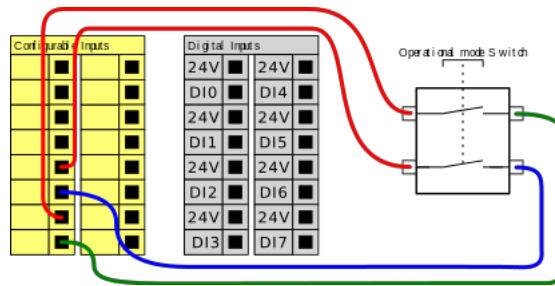 Configurable Inputs
Digital Inputs
Operational mode Switch
24V 24V
DI0 DI4
24V 24V
DI1 DI5
24V 24V
DI2 DI6
24V 24V
DI3 DI7